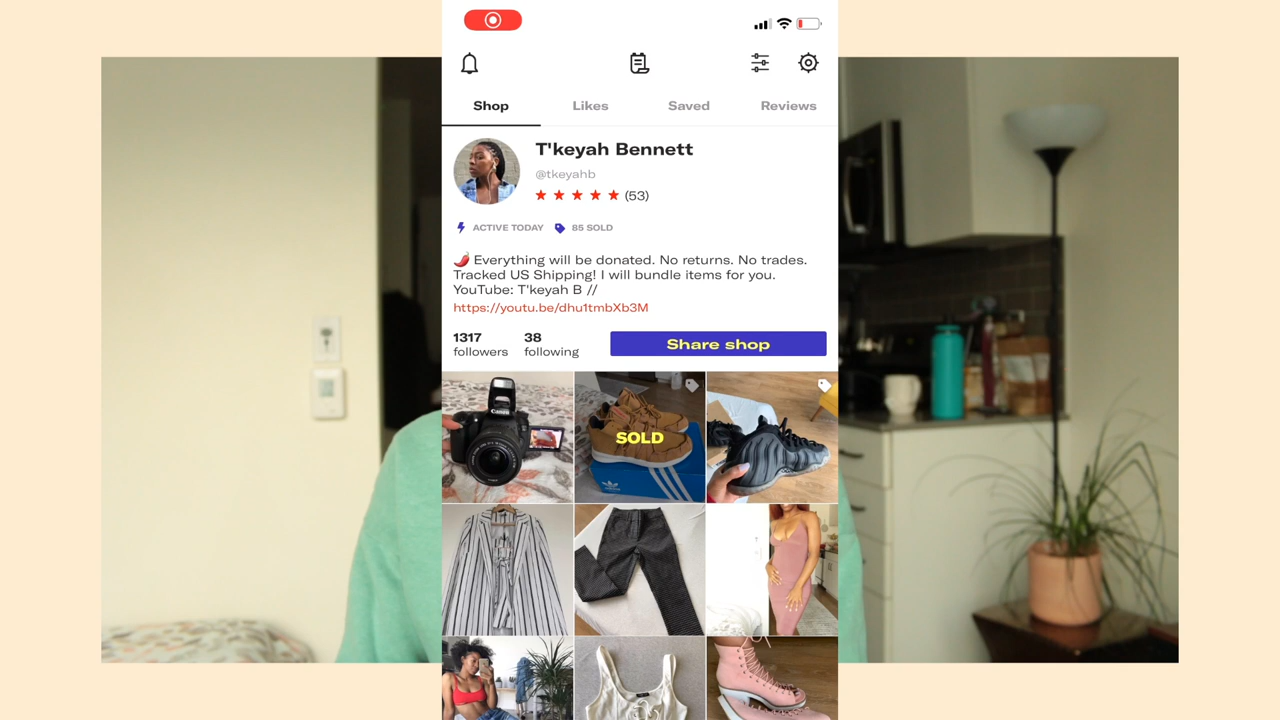 Shop Likes Saved Reviews
T'keyah Bennett
@tkeyahb
(53)
ACTIVE TODAY 85 SOLD
🌶️ Everything will be donated. No returns. No trades.
Tracked US Shipping! I will bundle items for you.
YouTube: T'keyah B //
https://youtu.be/dhu1tmbXb3M
1317 38
followers following
Share shop
Canon
SOLD
adidas